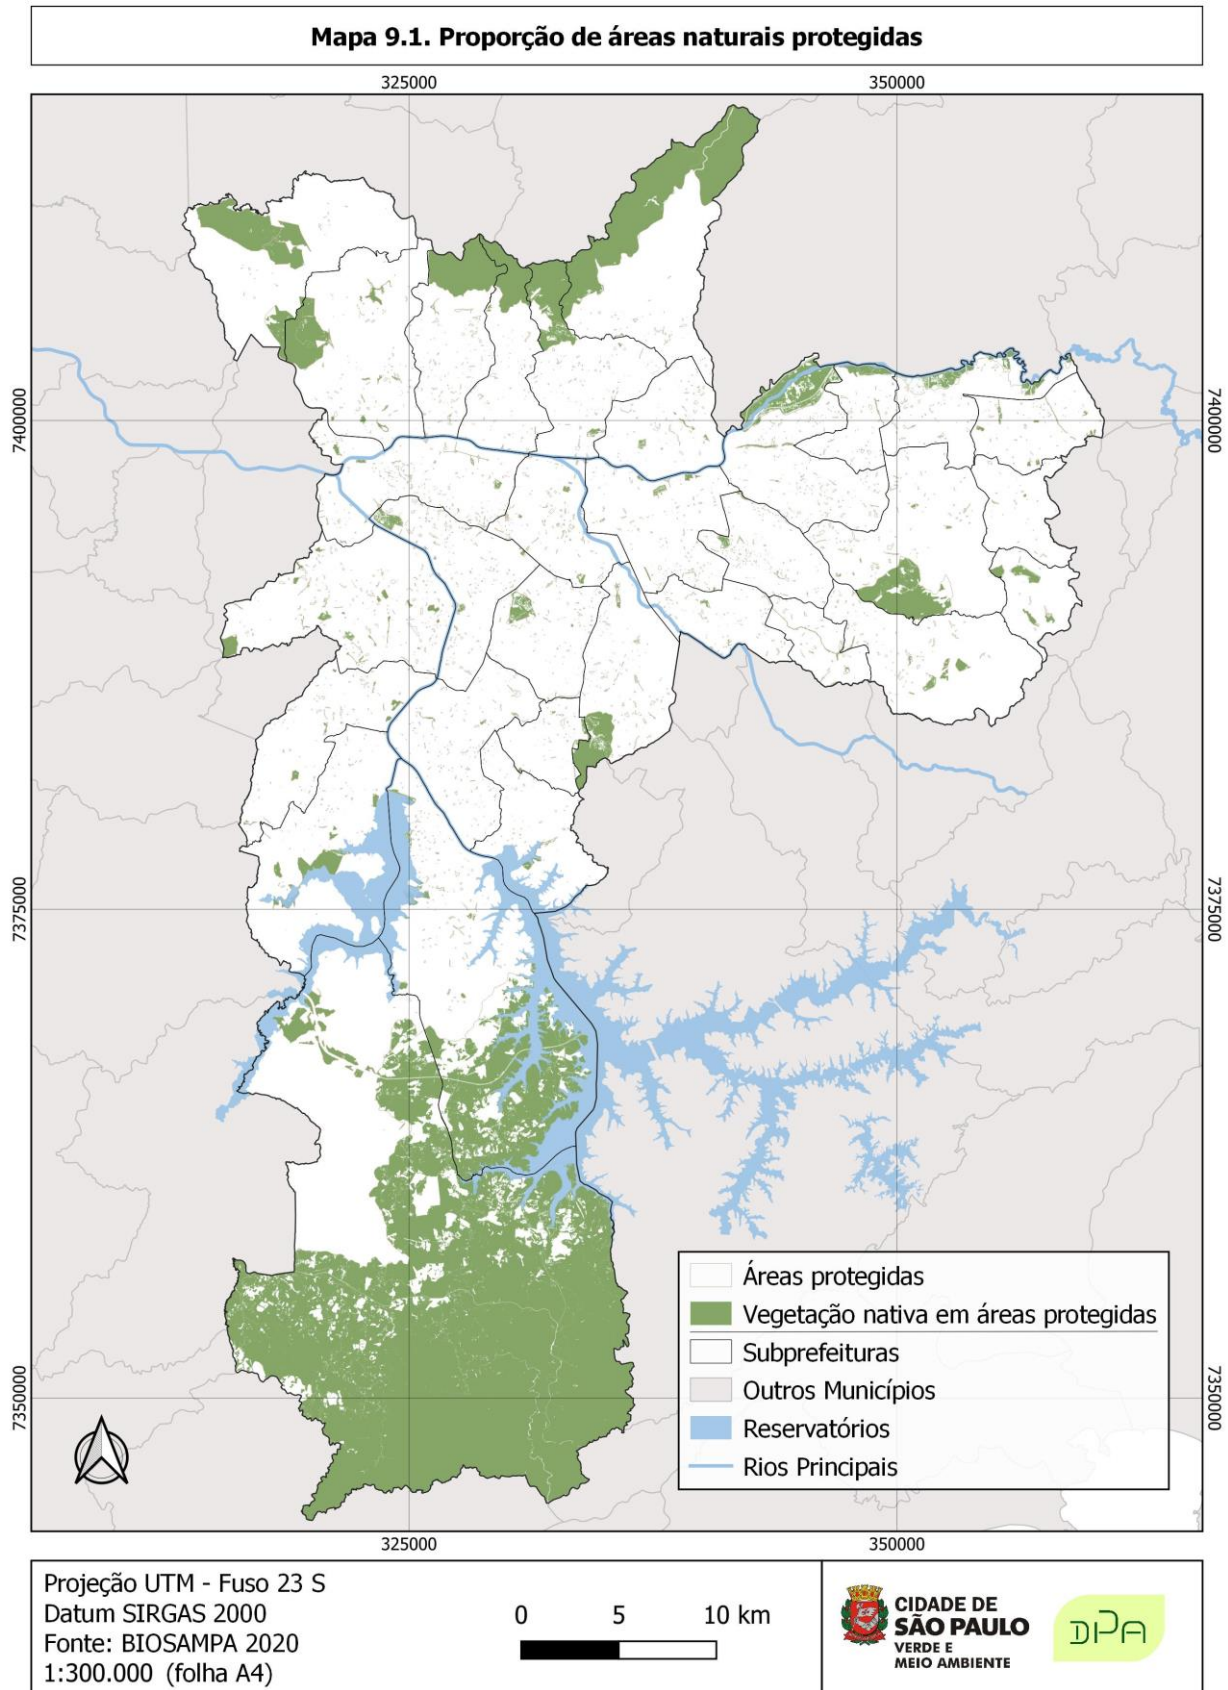 Mapa 9.1. Proporção de áreas naturais protegidas
325000
350000
7400000
7400000
7375000
7375000
7350000
7350000
Áreas protegidas
Vegetação nativa em áreas protegidas
Subprefeituras
Outros Municípios
Reservatórios
Rios Principais
325000
350000
Projeção UTM - Fuso 23 S
Datum SIRGAS 2000
Fonte: BIOSAMPA 2020
1:300.000 (folha A4)
0 5 10 km
CIDADE DE
SÃO PAULO
VERDE E
MEIO AMBIENTE
DPA